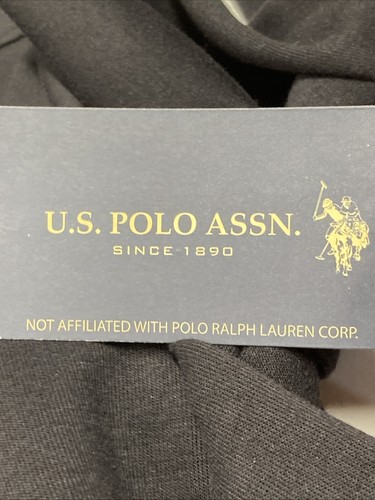 U.S. POLO ASSN.
SINCE 1890
NOT AFFILIATED WITH POLO RALPH LAUREN CORP.